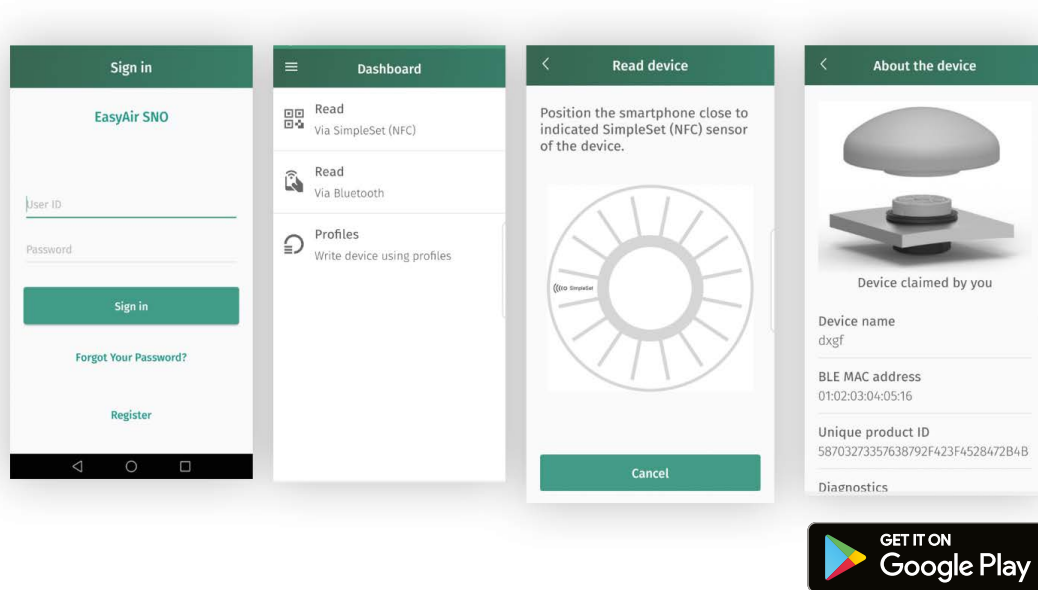 Sign in
EasyAir SNO
User ID
Password
Sign in
Forgot Your Password?
Register
Dashboard
Read
Via SimpleSet (NFC)
Read
Via Bluetooth
Profiles
Write device using profiles
Read device
Position the smartphone close to
indicated SimpleSet (NFC) sensor
of the device.
SimpleSet
Cancel
About the device
Device claimed by you
Device name
dxgf
BLE MAC address
01:02:03:04:05:16
Unique product ID
58703273357638792F423F4528472B4B
Diagnostics
GET IT ON
Google Play